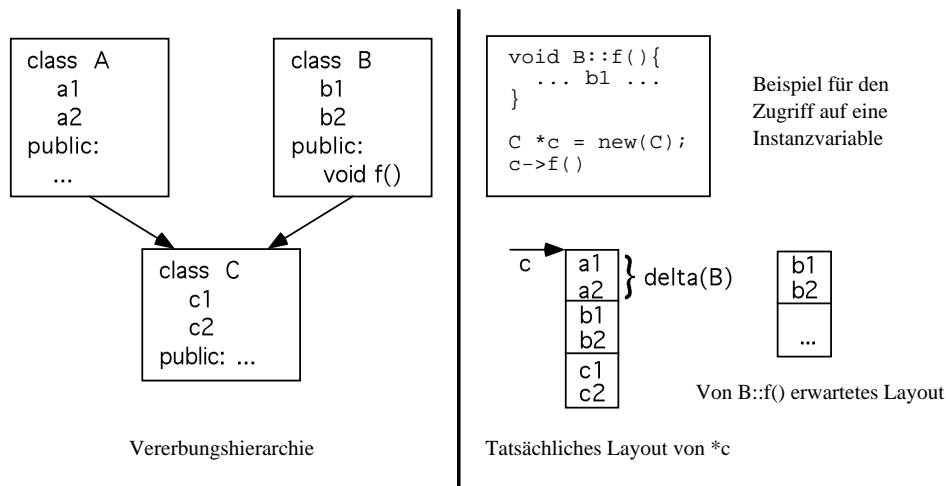 class A
a1
a2
public:
...
class B
b1
b2
public:
void f()
class C
c1
c2
public: ...
Vererbungshierarchie
void B::f(){
... b1 ...
}
C *c = new(C);
c->f()
Beispiel für den
Zugriff auf eine
Instanzvariable
c
a1
a2
b1
b2
c1
c2
} delta(B)
b1
b2
...
Von B::f() erwartetes Layout
Tatsächliches Layout von *c